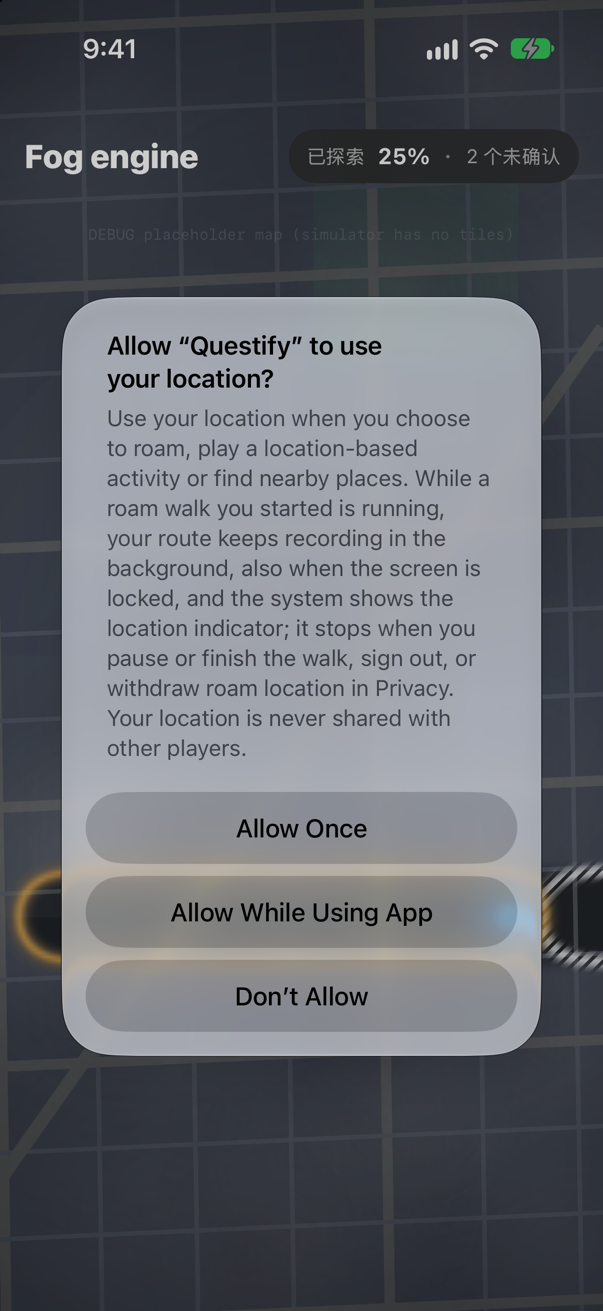 9:41
Fog engine
已探索 25% · 2 个未确认
DEBUG placeholder map (simulator has no tiles)
Allow “Questify” to use
your location?
Use your location when you choose
to roam, play a location-based
activity or find nearby places. While a
roam walk you started is running,
your route keeps recording in the
background, also when the screen is
locked, and the system shows the
location indicator; it stops when you
pause or finish the walk, sign out, or
withdraw roam location in Privacy.
Your location is never shared with
other players.
Allow Once
Allow While Using App
Don’t Allow